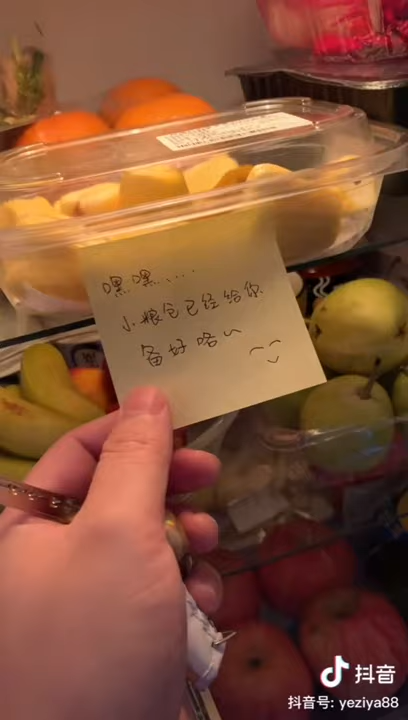 嘿嘿、、、、
小粮仓已经给你
备好咯~
抖音
抖音号: yeziya88